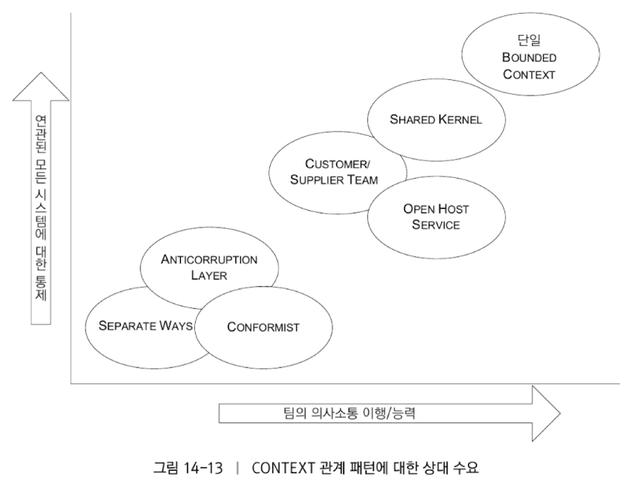 단일
BOUNDED
CONTEXT
SHARED KERNEL
CUSTOMER/
SUPPLIER TEAM
OPEN HOST
SERVICE
ANTICORRUPTION
LAYER
SEPARATE WAYS
CONFORMIST
연관된 모든 시스템에 대한 통제
팀의 의사소통 이행/능력
그림 14-13 | CONTEXT 관계 패턴에 대한 상대 수요